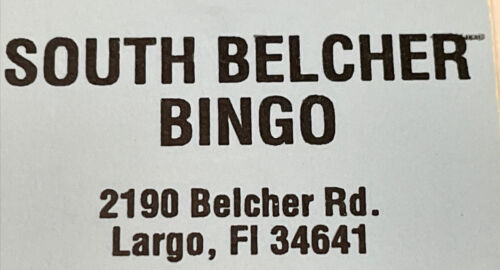 SOUTH BELCHER
BINGO
2190 Belcher Rd.
Largo, Fl 34641